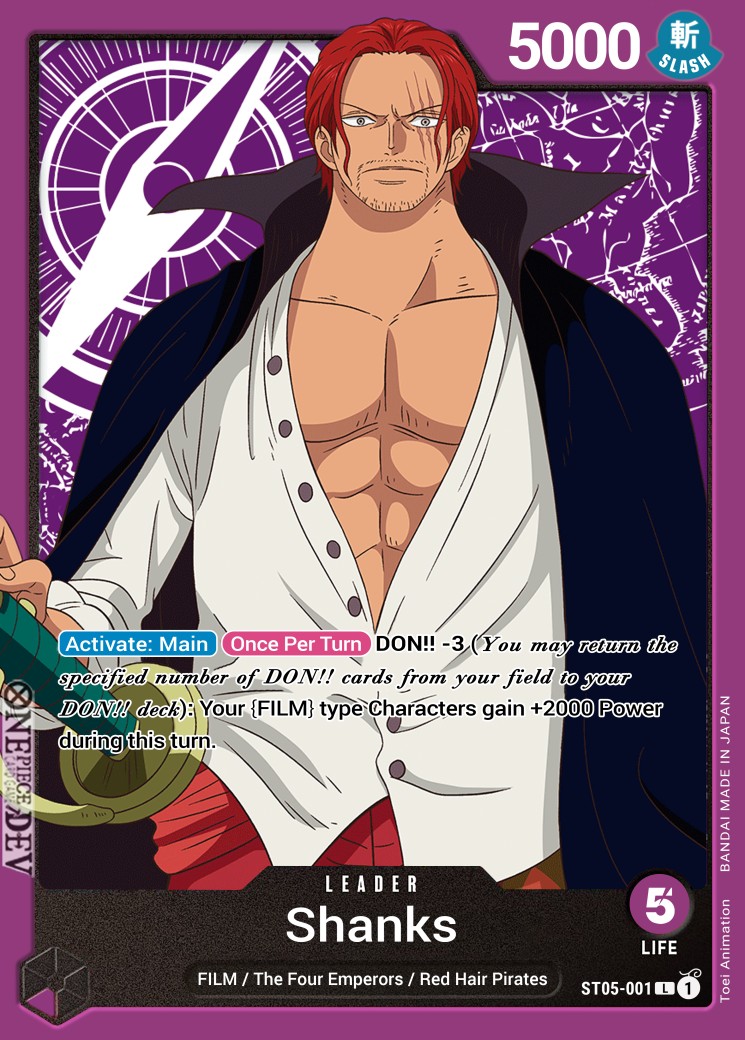 5000
斬
SLASH
Activate: Main Once Per Turn DON!! -3 (You may return the
specified number of DON!! cards from your field to your
DON!! deck): Your {FILM} type Characters gain +2000 Power
during this turn.
ONE PIECE DEV
BANDAI MADE IN JAPAN
Toei Animation
LEADER
Shanks
5
LIFE
FILM / The Four Emperors / Red Hair Pirates
ST05-001 L 1